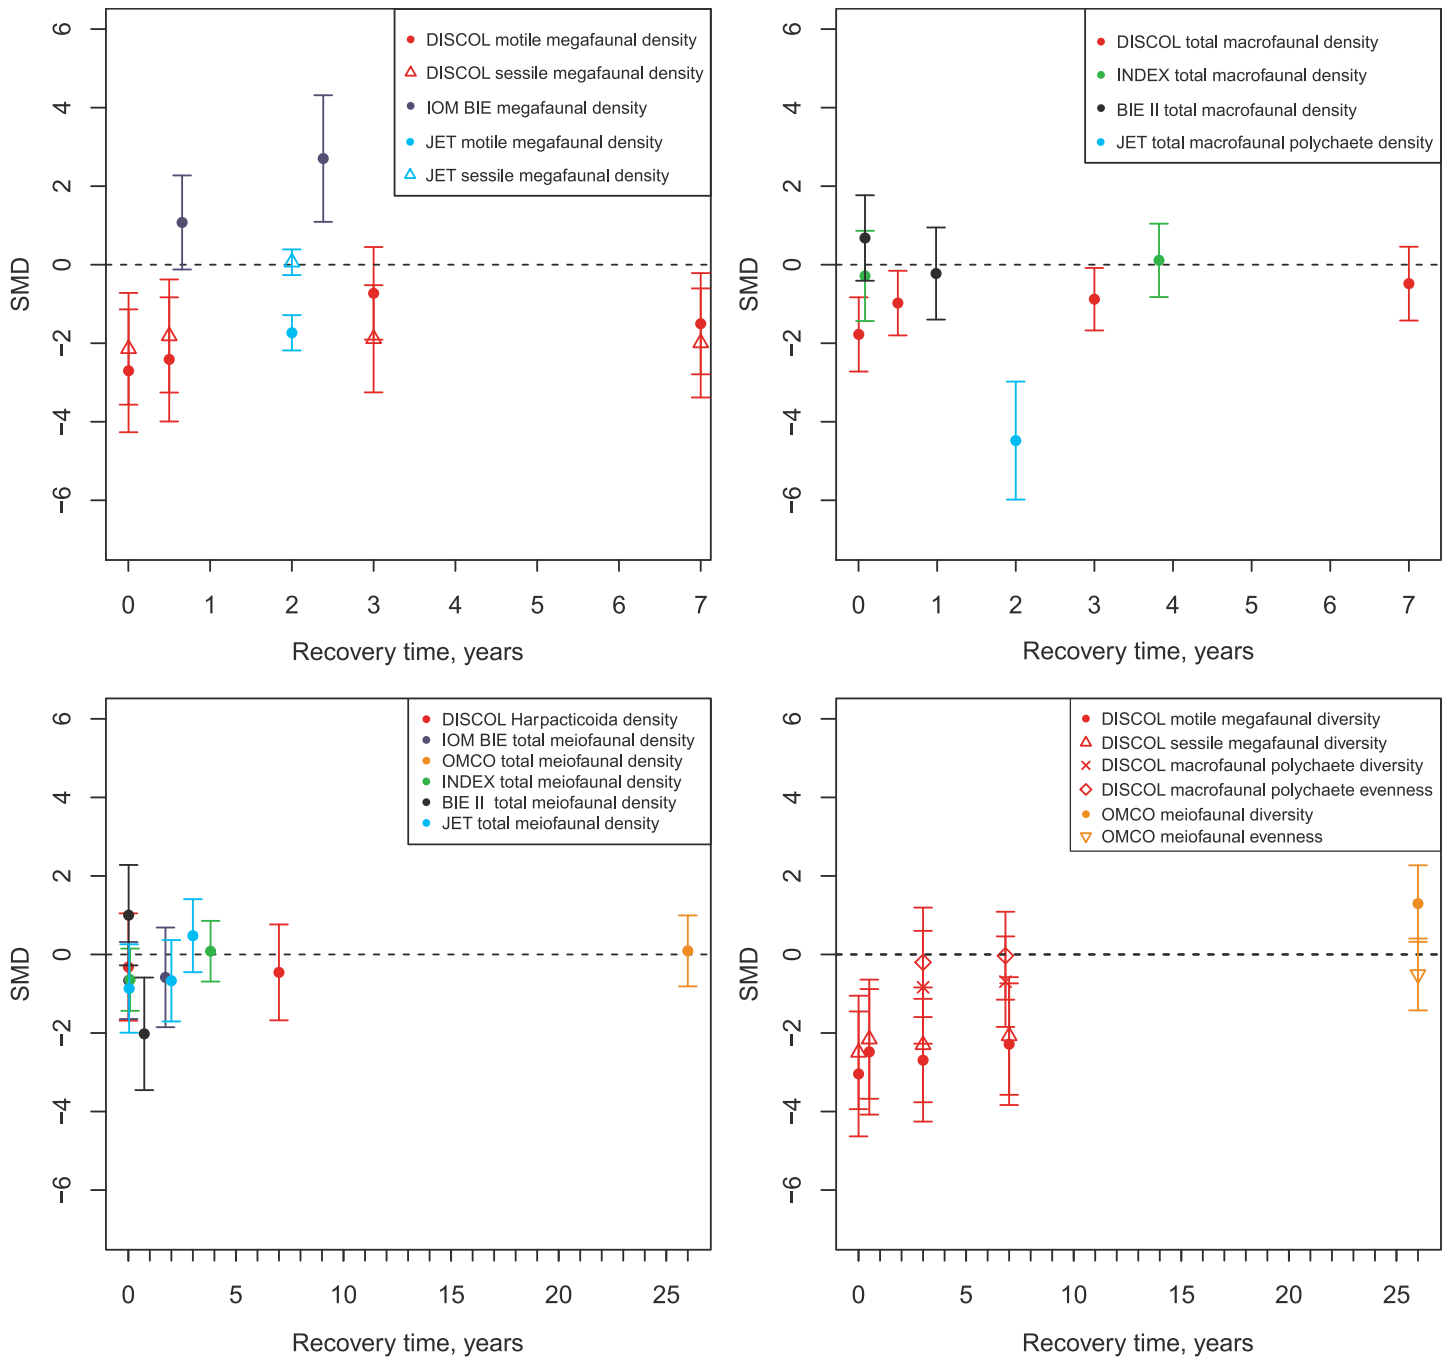 6
4
2
0
−2
−4
−6
SMD
DISCOL motile megafaunal density
DISCOL sessile megafaunal density
IOM BIE megafaunal density
JET motile megafaunal density
JET sessile megafaunal density
0 1 2 3 4 5 6 7
Recovery time, years
6
4
2
0
−2
−4
−6
SMD
DISCOL total macrofaunal density
INDEX total macrofaunal density
BIE II total macrofaunal density
JET total macrofaunal polychaete density
0 1 2 3 4 5 6 7
Recovery time, years
6
4
2
0
−2
−4
−6
SMD
DISCOL Harpacticoida density
IOM BIE total meiofaunal density
OMCO total meiofaunal density
INDEX total meiofaunal density
BIE II total meiofaunal density
JET total meiofaunal density
0 5 10 15 20 25
Recovery time, years
6
4
2
0
−2
−4
−6
SMD
DISCOL motile megafaunal diversity
DISCOL sessile megafaunal diversity
DISCOL macrofaunal polychaete diversity
DISCOL macrofaunal polychaete evenness
OMCO meiofaunal diversity
OMCO meiofaunal evenness
0 5 10 15 20 25
Recovery time, years